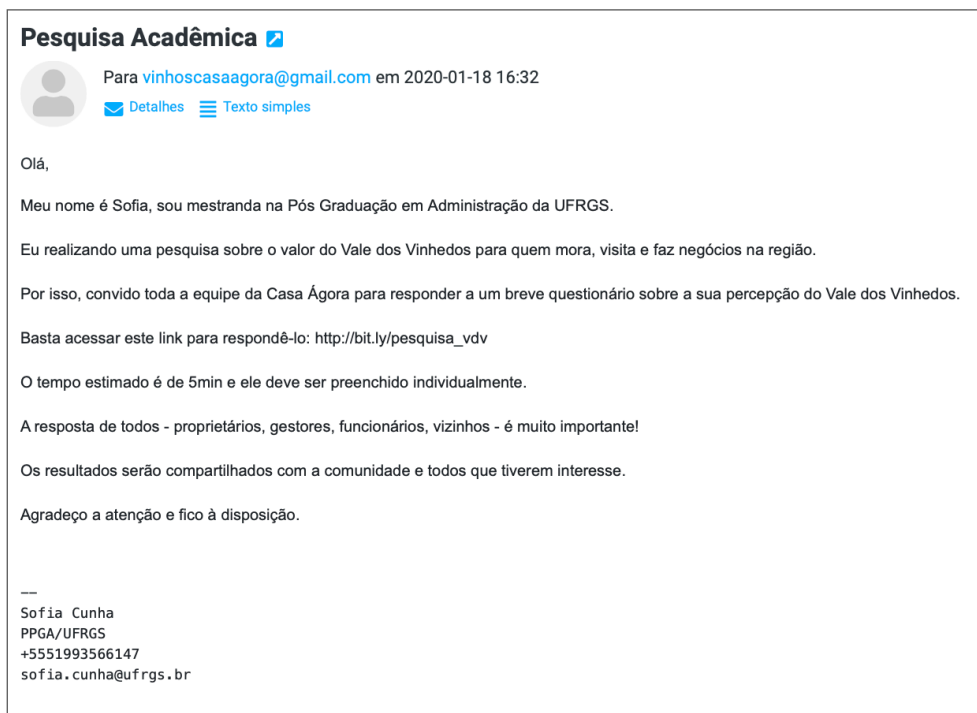 Pesquisa Acadêmica
Para vinhoscasaagora@gmail.com em 2020-01-18 16:32
Detalhes Texto simples
Olá,
Meu nome é Sofia, sou mestranda na Pós Graduação em Administração da UFRGS.
Eu realizando uma pesquisa sobre o valor do Vale dos Vinhedos para quem mora, visita e faz negócios na região.
Por isso, convido toda a equipe da Casa Ágora para responder a um breve questionário sobre a sua percepção do Vale dos Vinhedos.
Basta acessar este link para respondê-lo: http://bit.ly/pesquisa_vdv
O tempo estimado é de 5min e ele deve ser preenchido individualmente.
A resposta de todos - proprietários, gestores, funcionários, vizinhos - é muito importante!
Os resultados serão compartilhados com a comunidade e todos que tiverem interesse.
Agradeço a atenção e fico à disposição.
--
Sofia Cunha
PPGA/UFRGS
+5551993566147
sofia.cunha@ufrgs.br